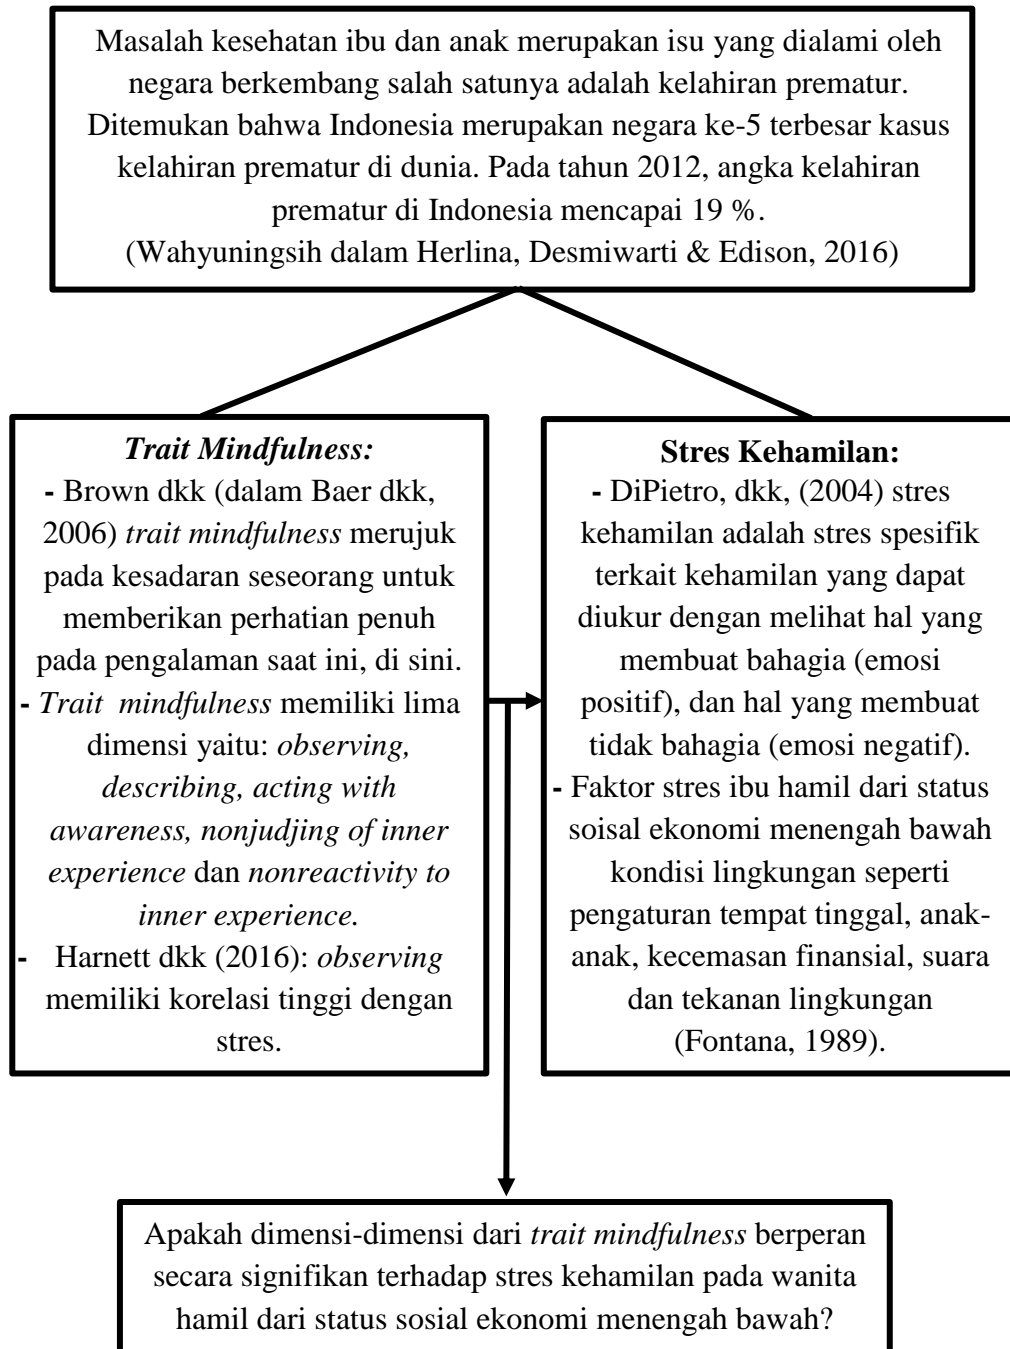 Masalah kesehatan ibu dan anak merupakan isu yang dialami oleh
negara berkembang salah satunya adalah kelahiran prematur.
Ditemukan bahwa Indonesia merupakan negara ke-5 terbesar kasus
kelahiran prematur di dunia. Pada tahun 2012, angka kelahiran
prematur di Indonesia mencapai 19 %.
(Wahyuningsih dalam Herlina, Desmiwarti & Edison, 2016)
Trait Mindfulness:
- Brown dkk (dalam Baer dkk,
2006) trait mindfulness merujuk
pada kesadaran seseorang untuk
memberikan perhatian penuh
pada pengalaman saat ini, di sini.
- Trait mindfulness memiliki lima
dimensi yaitu: observing,
describing, acting with
awareness, nonjudjing of inner
experience dan nonreactivity to
inner experience.
- Harnett dkk (2016): observing
memiliki korelasi tinggi dengan
stres.
Stres Kehamilan:
- DiPietro, dkk, (2004) stres
kehamilan adalah stres spesifik
terkait kehamilan yang dapat
diukur dengan melihat hal yang
membuat bahagia (emosi
positif), dan hal yang membuat
tidak bahagia (emosi negatif).
- Faktor stres ibu hamil dari status
soisal ekonomi menengah bawah
kondisi lingkungan seperti
pengaturan tempat tinggal, anak-
anak, kecemasan finansial, suara
dan tekanan lingkungan
(Fontana, 1989).
Apakah dimensi-dimensi dari trait mindfulness berperan
secara signifikan terhadap stres kehamilan pada wanita
hamil dari status sosial ekonomi menengah bawah?